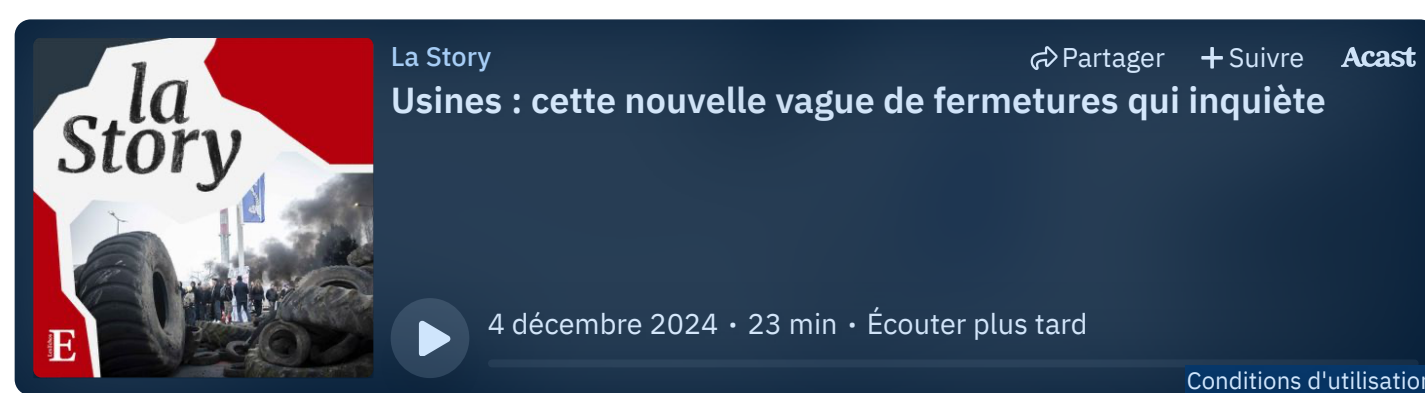 la
Story
E
La Story
Partager
Suivre
Acast
Usines : cette nouvelle vague de fermetures qui inquiète
4 décembre 2024 • 23 min • Écouter plus tard
Conditions d'utilisation